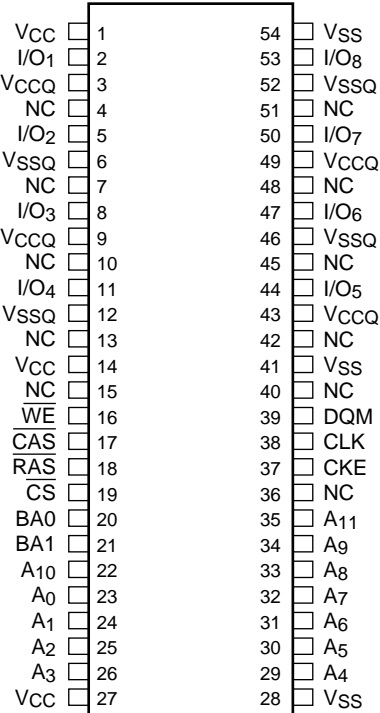 VCC 1 54 VSS
I/O1 2 53 I/O8
VCCQ 3 52 VSSQ
NC 4 51 NC
I/O2 5 50 I/O7
VSSQ 6 49 VCCQ
NC 7 48 NC
I/O3 8 47 I/O6
VCCQ 9 46 VSSQ
NC 10 45 NC
I/O4 11 44 I/O5
VSSQ 12 43 VCCQ
NC 13 42 NC
VCC 14 41 VSS
NC 15 40 NC
W̅E̅ 16 39 DQM
C̅A̅S̅ 17 38 CLK
R̅A̅S̅ 18 37 CKE
C̅S̅ 19 36 NC
BA0 20 35 A11
BA1 21 34 A9
A10 22 33 A8
A0 23 32 A7
A1 24 31 A6
A2 25 30 A5
A3 26 29 A4
VCC 27 28 VSS